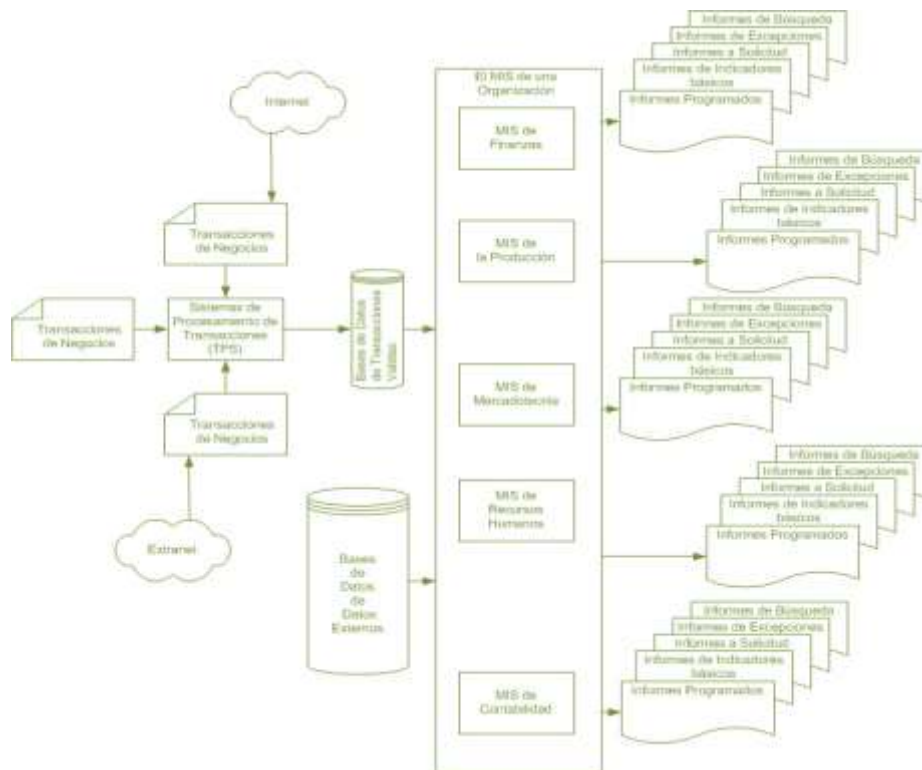 Internet
Transacciones
de Negocios
Transacciones
de Negocios
Sistemas de
Procesamiento de
Transacciones
(TPS)
Transacciones
de Negocios
Extranet
Bases de Datos
de Transacciones
Válidas
Bases
de
Datos
de
Datos
Externos
El MIS de una
Organización
MIS de
Finanzas
MIS de
la Producción
MIS de
Mercadotecnia
MIS de
Recursos
Humanos
MIS de
Contabilidad
Informes de Búsqueda
Informes de Excepciones
Informes a Solicitud
Informes de Indicadores
básicos
Informes Programados
Informes de Búsqueda
Informes de Excepciones
Informes a Solicitud
Informes de Indicadores
básicos
Informes Programados
Informes de Búsqueda
Informes de Excepciones
Informes a Solicitud
Informes de Indicadores
básicos
Informes Programados
Informes de Búsqueda
Informes de Excepciones
Informes a Solicitud
Informes de Indicadores
básicos
Informes Programados
Informes de Búsqueda
Informes de Excepciones
Informes a Solicitud
Informes de Indicadores
básicos
Informes Programados